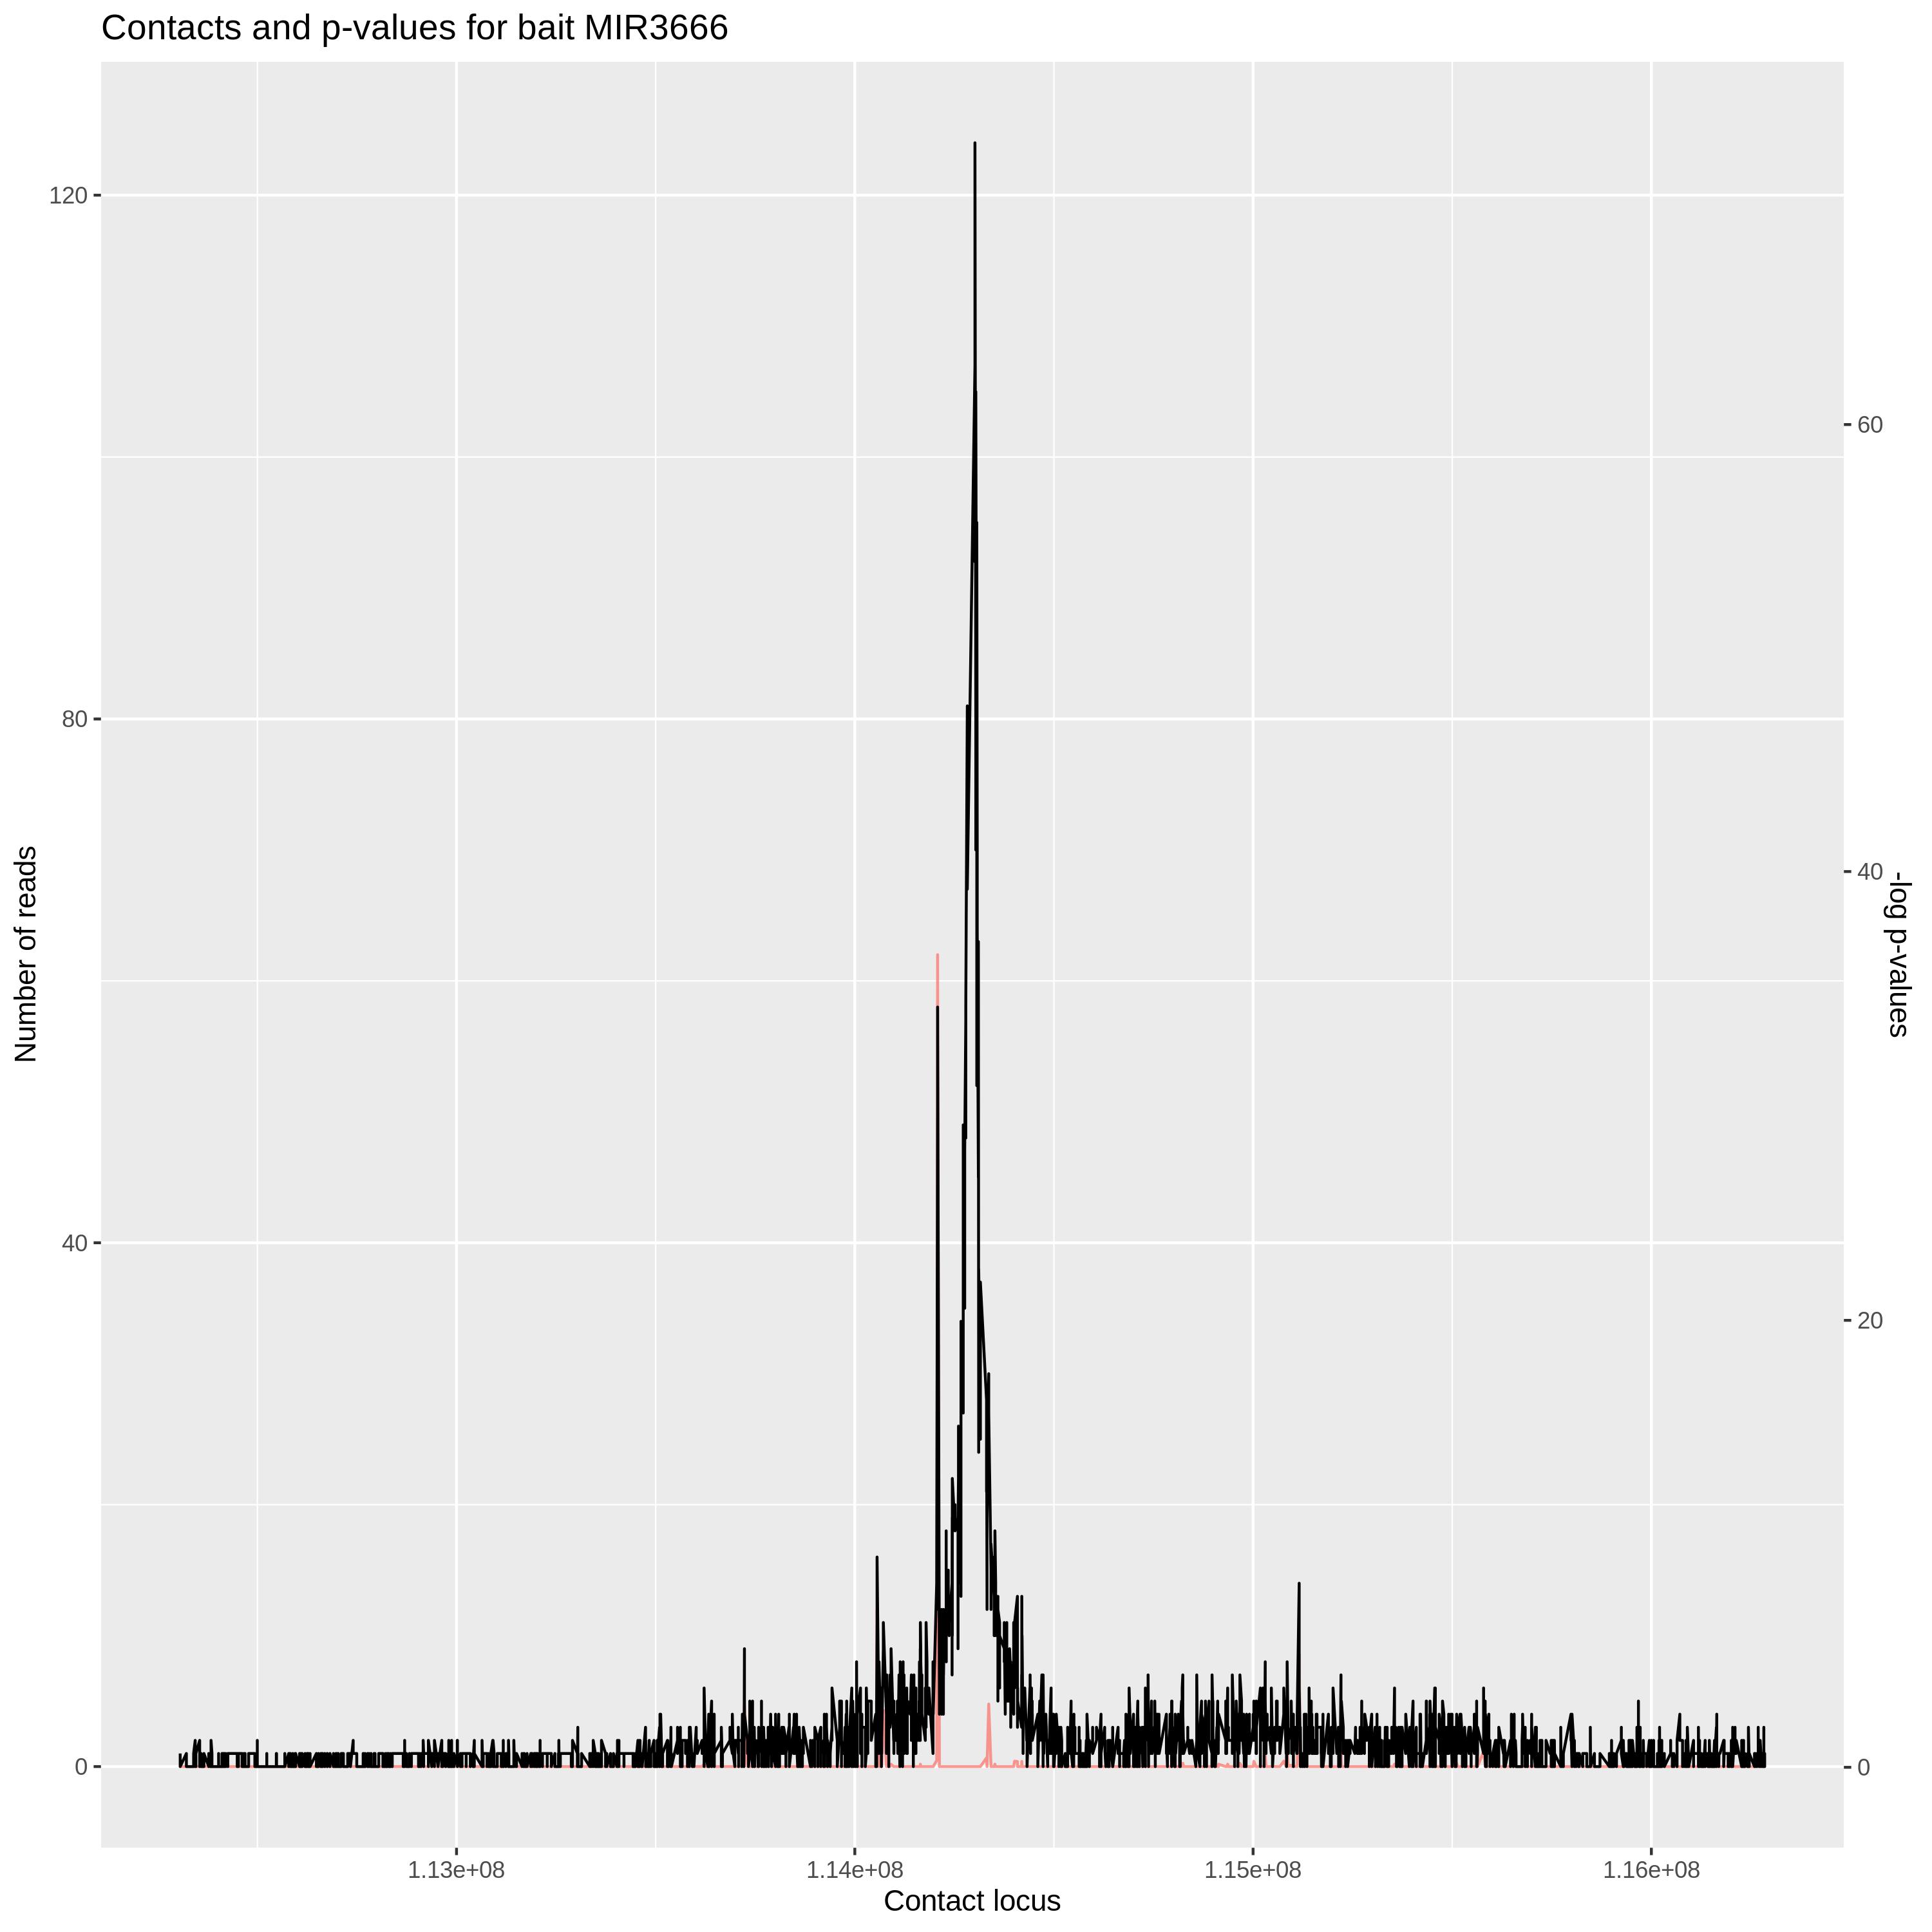 Contacts and p-values for bait MIR3666
120
80
40
0
Number of reads
60
40
20
0
-log p-values
1.13e+08
1.14e+08
1.15e+08
1.16e+08
Contact locus